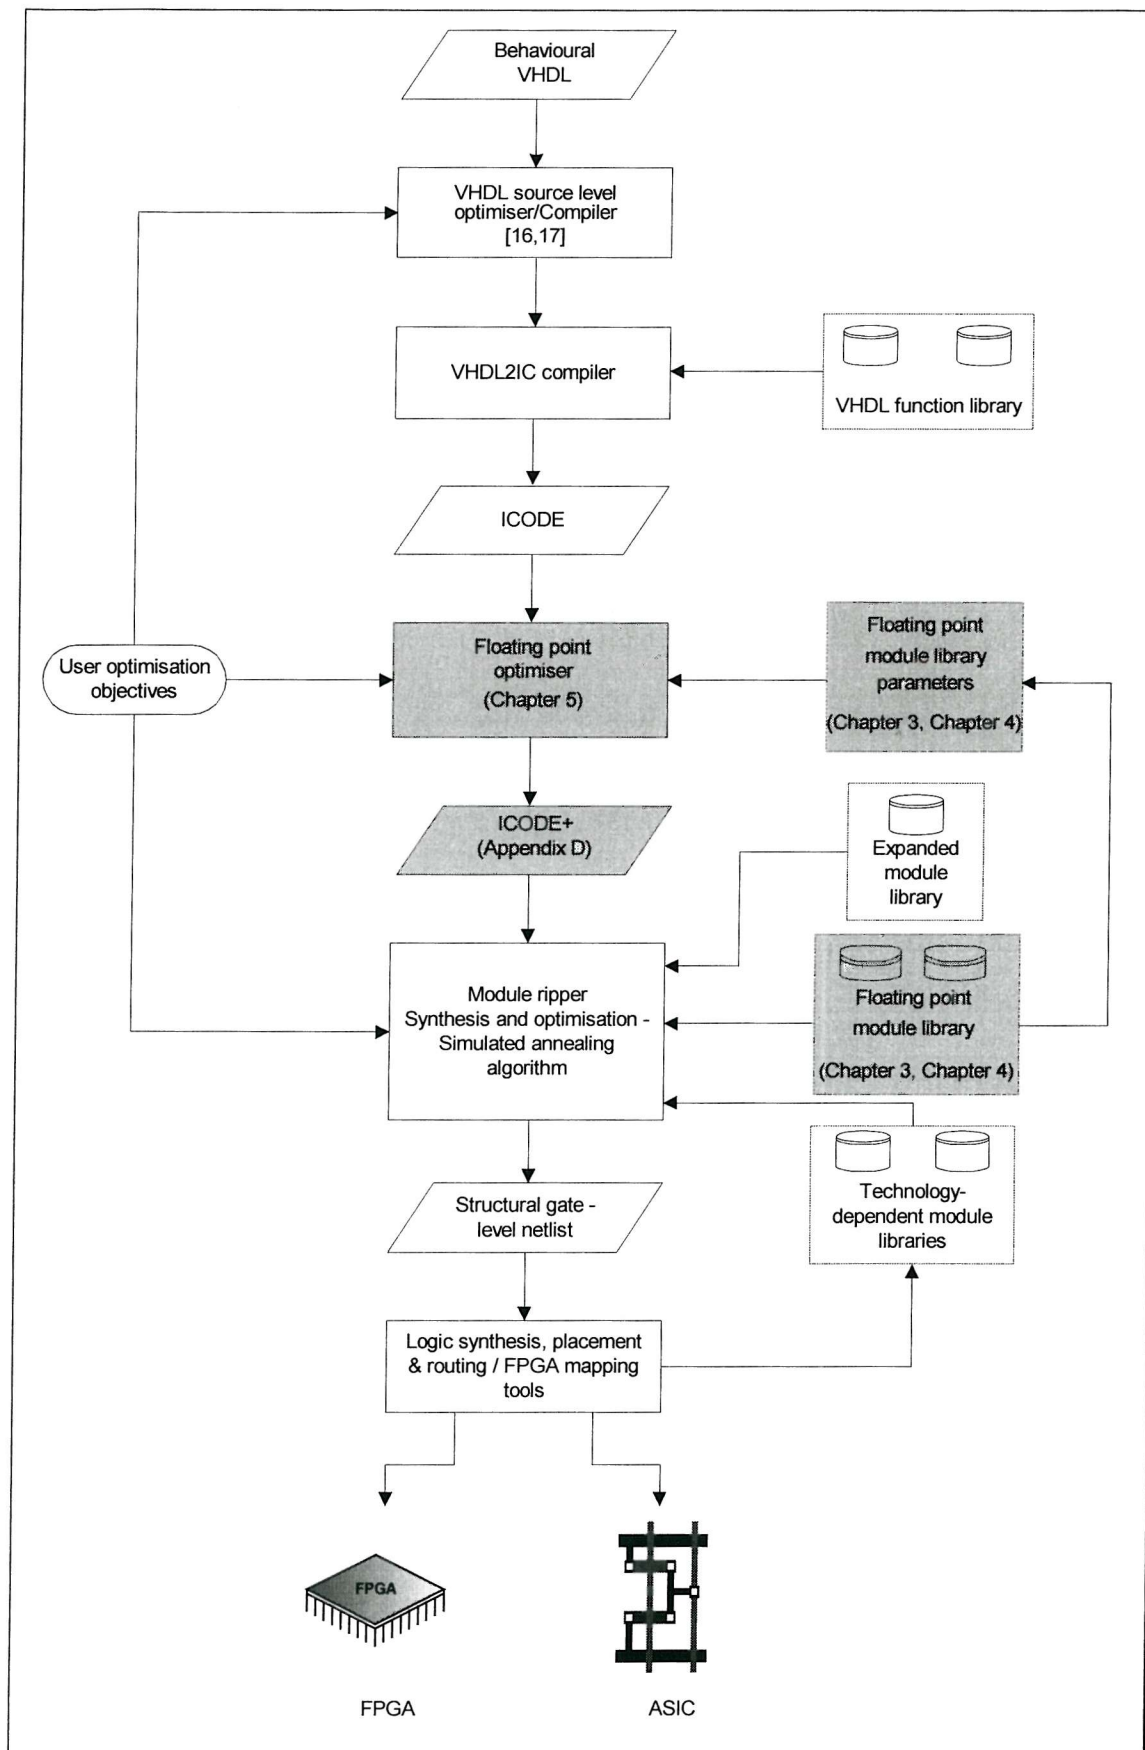 Behavioural
VHDL
VHDL source level
optimiser/Compiler
[16,17]
VHDL2IC compiler
VHDL function library
ICODE
User optimisation
objectives
Floating point
optimiser
(Chapter 5)
Floating point
module library
parameters
(Chapter 3, Chapter 4)
ICODE+
(Appendix D)
Expanded
module
library
Module ripper
Synthesis and optimisation -
Simulated annealing
algorithm
Floating point
module library
(Chapter 3, Chapter 4)
Structural gate -
level netlist
Technology-
dependent module
libraries
Logic synthesis, placement
& routing / FPGA mapping
tools
FPGA
FPGA
ASIC